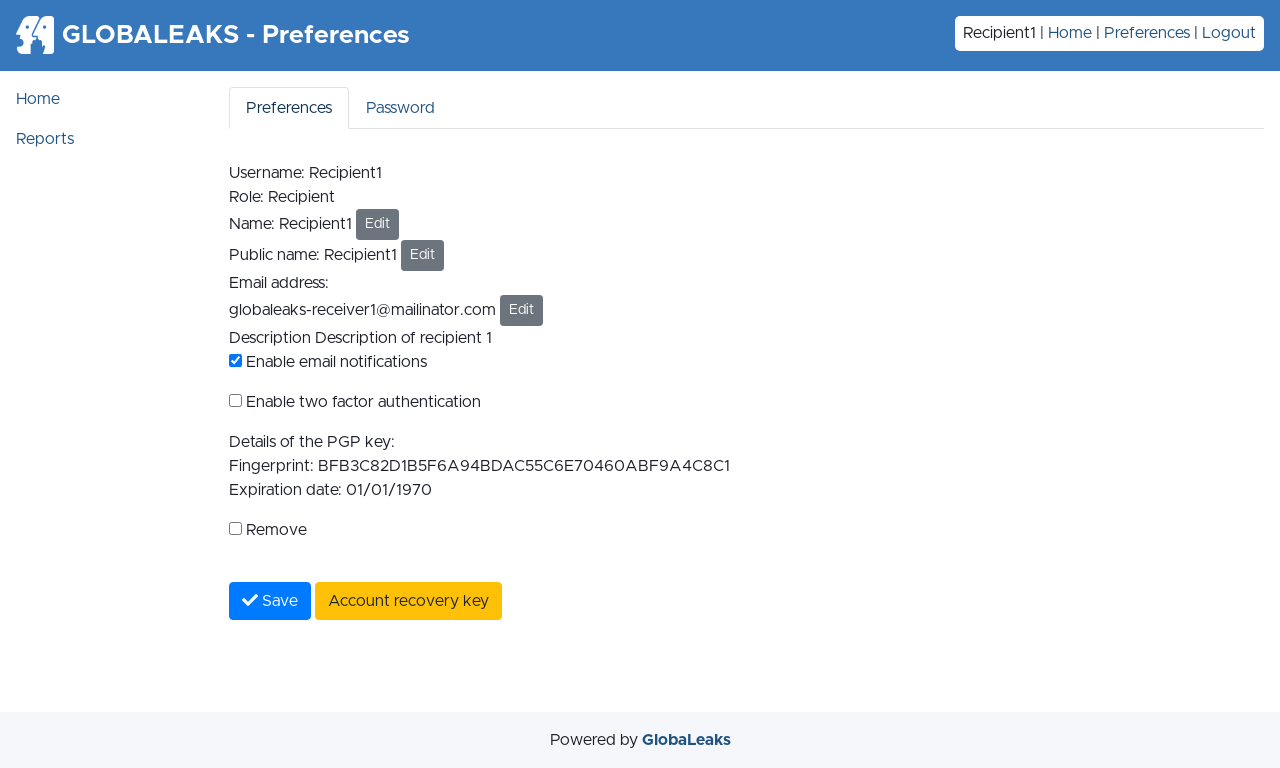 GLOBALEAKS - Preferences
Recipient1 | Home | Preferences | Logout
Home
Reports
Preferences
Password
Username: Recipient1
Role: Recipient
Name: Recipient1 Edit
Public name: Recipient1 Edit
Email address:
globaleaks-receiver1@mailinator.com Edit
Description Description of recipient 1
Enable email notifications
Enable two factor authentication
Details of the PGP key:
Fingerprint: BFB3C82D1B5F6A94BDAC55C6E70460ABF9A4C8C1
Expiration date: 01/01/1970
Remove
Save
Account recovery key
Powered by GlobaLeaks